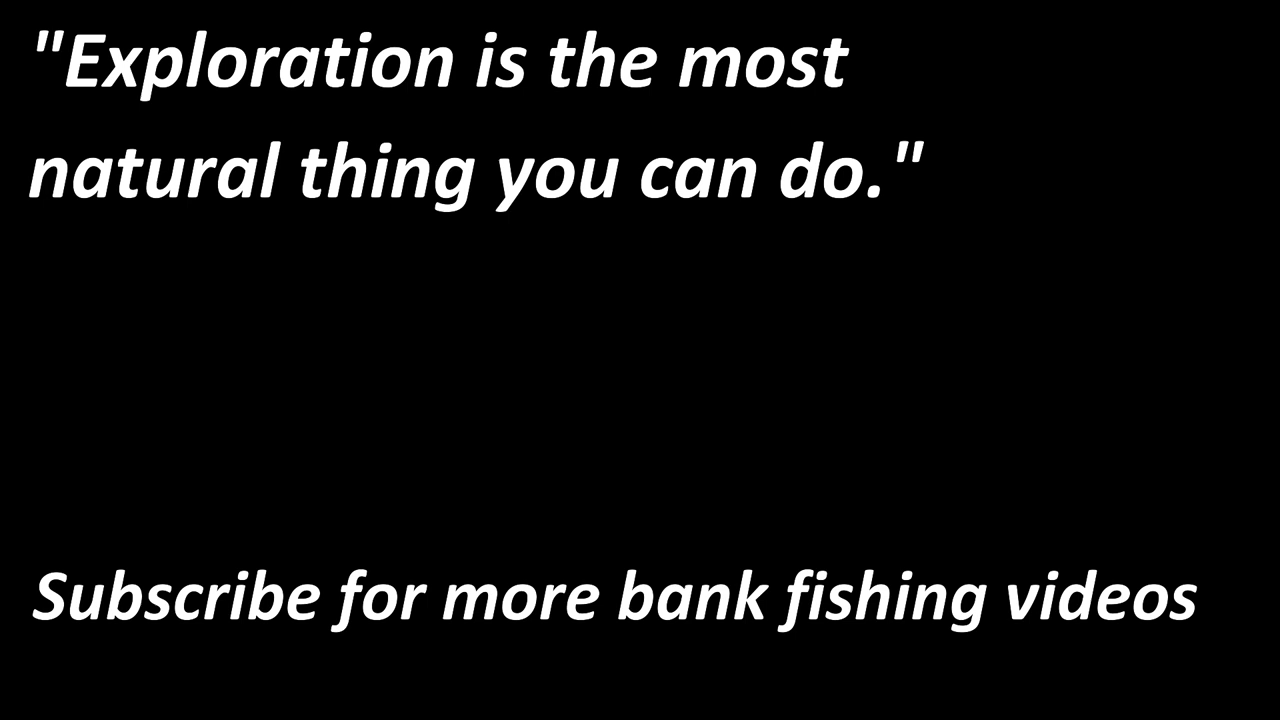 "Exploration is the most
natural thing you can do."
Subscribe for more bank fishing videos